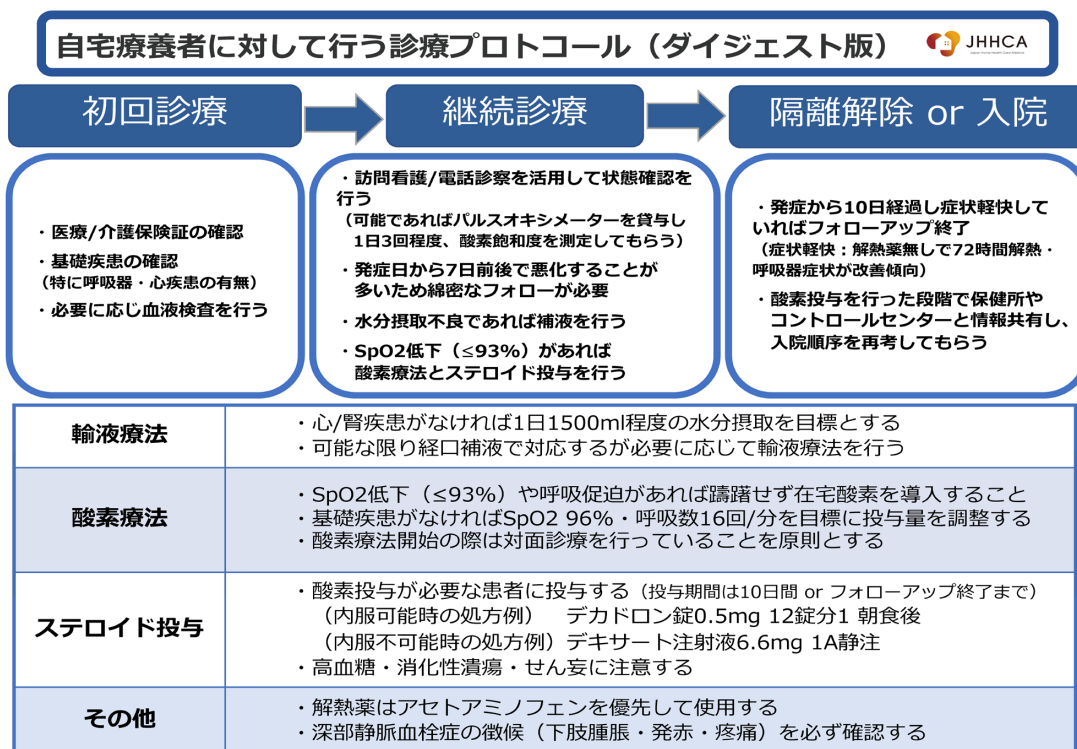 自宅療養者に対して行う診療プロトコール（ダイジェスト版）
JHHCA
初回診療
継続診療
隔離解除 or 入院
・医療/介護保険証の確認
・基礎疾患の確認
（特に呼吸器・心疾患の有無）
・必要に応じ血液検査を行う
・訪問看護/電話診察を活用して状態確認を
行う
（可能であればパルスオキシメーターを貸与し
1日3回程度、酸素飽和度を測定してもらう）
・発症日から7日前後で悪化することが
多いため綿密なフォローが必要
・水分摂取不良であれば補液を行う
・SpO2低下（≤93%）があれば
酸素療法とステロイド投与を行う
・発症から10日経過し症状軽快して
いればフォローアップ終了
（症状軽快：解熱薬無しで72時間解熱・
呼吸器症状が改善傾向）
・酸素投与を行った段階で保健所や
コントロールセンターと情報共有し、
入院順序を再考してもらう
輸液療法
・心/腎疾患がなければ1日1500ml程度の水分摂取を目標とする
・可能な限り経口補液で対応するが必要に応じて輸液療法を行う
酸素療法
・SpO2低下（≤93%）や呼吸促迫があれば躊躇せず在宅酸素を導入すること
・基礎疾患がなければSpO2 96%・呼吸数16回/分を目標に投与量を調整する
・酸素療法開始の際は対面診療を行っていることを原則とする
ステロイド投与
・酸素投与が必要な患者に投与する（投与期間は10日間 or フォローアップ終了まで）
（内服可能時の処方例）　デカドロン錠0.5mg 12錠分1 朝食後
（内服不可能時の処方例）デキサート注射液6.6mg 1A静注
・高血糖・消化性潰瘍・せん妄に注意する
その他
・解熱薬はアセトアミノフェンを優先して使用する
・深部静脈血栓症の徴候（下肢腫脹・発赤・疼痛）を必ず確認する